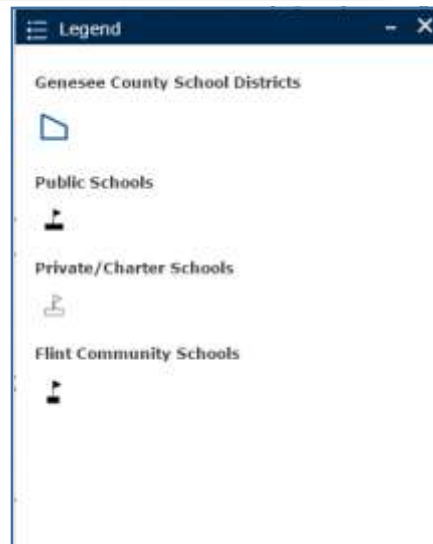 Legend
Genesee County School Districts
Public Schools
Private/Charter Schools
Flint Community Schools